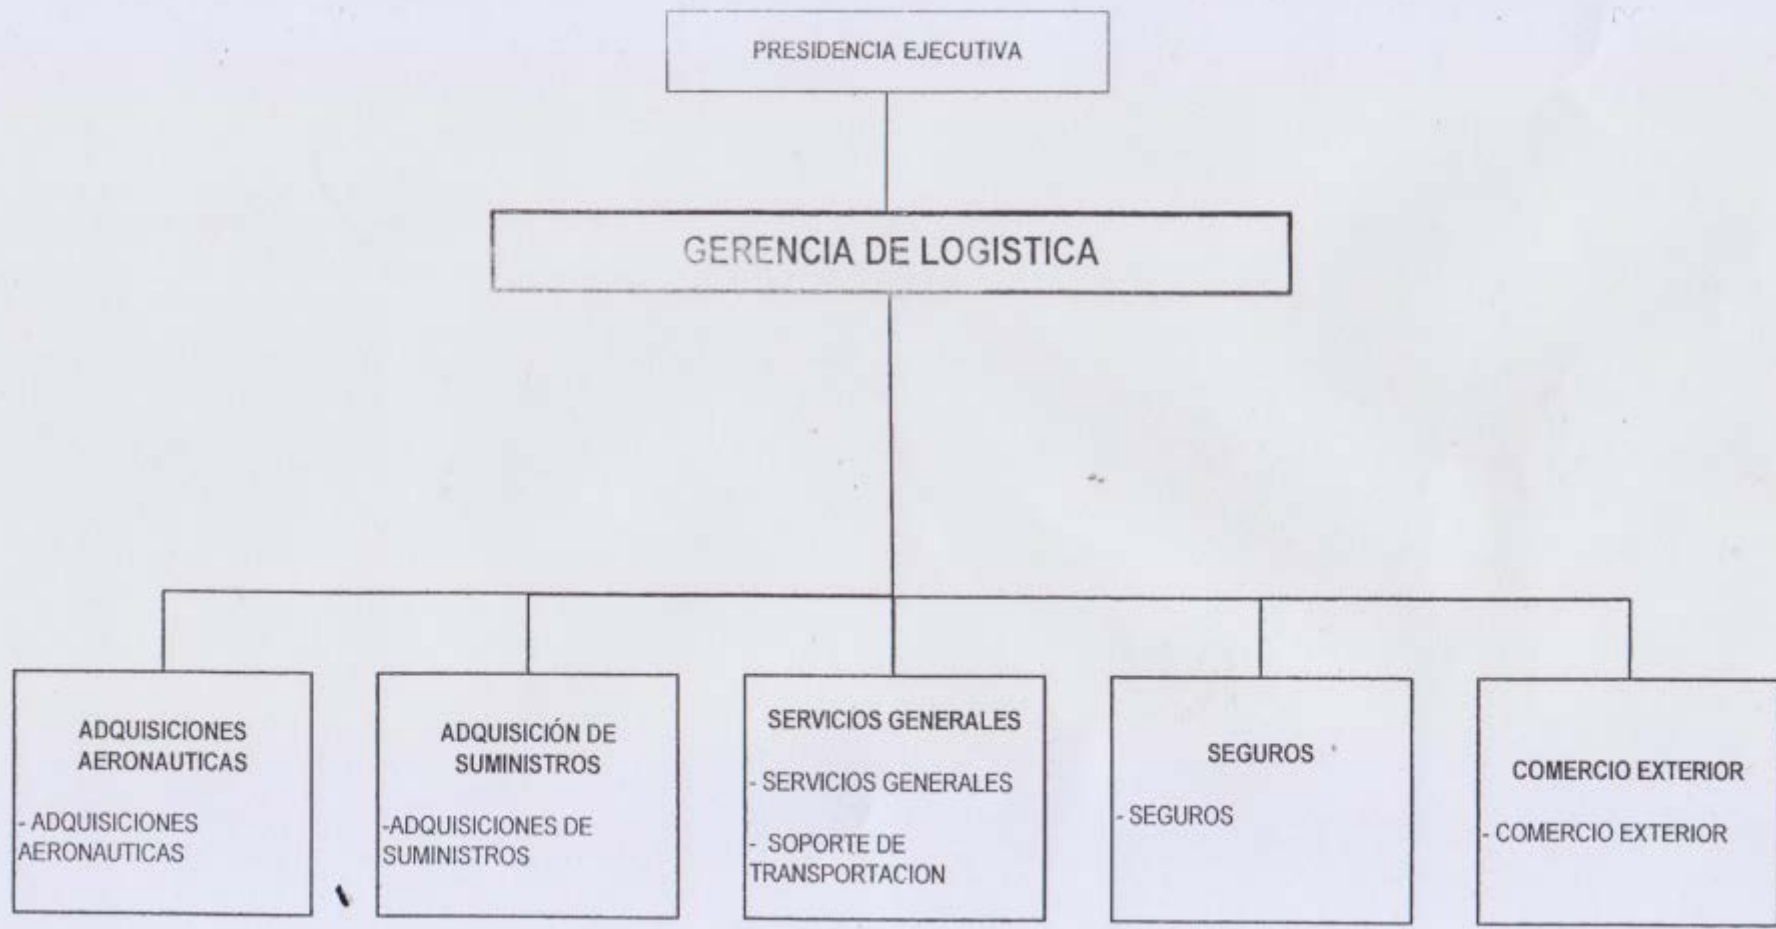 PRESIDENCIA EJECUTIVA
GERENCIA DE LOGISTICA
ADQUISICIONES
AERONAUTICAS
- ADQUISICIONES
AERONAUTICAS
ADQUISICIÓN DE
SUMINISTROS
-ADQUISICIONES DE
SUMINISTROS
SERVICIOS GENERALES
- SERVICIOS GENERALES
- SOPORTE DE
TRANSPORTACION
SEGUROS
- SEGUROS
COMERCIO EXTERIOR
- COMERCIO EXTERIOR